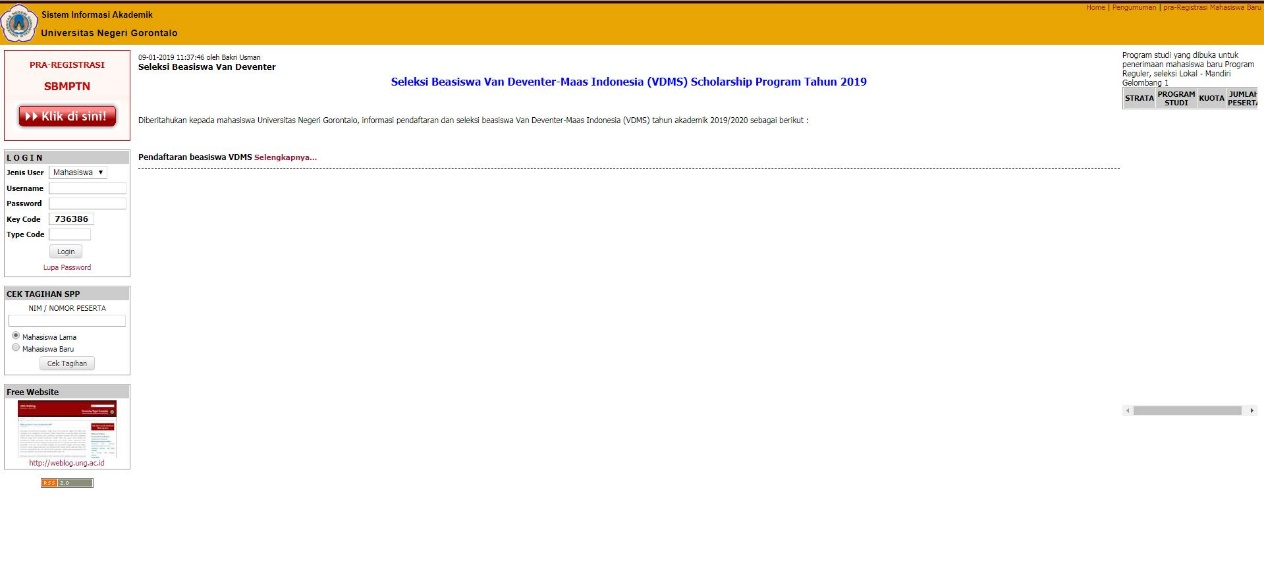 Sistem Informasi Akademik
Universitas Negeri Gorontalo
Home | Pengumuman | pra-Registrasi Mahasiswa Baru
PRA-REGISTRASI
SBMPTN
Klik di sini!
LOGIN
Jenis User Mahasiswa
Username
Password
Key Code 736386
Type Code
Login
Lupa Password
CEK TAGIHAN SPP
NIM / NOMOR PESERTA
Mahasiswa Lama
Mahasiswa Baru
Cek Tagihan
Free Website
http://weblog.ung.ac.id
RSS 2.0
09-01-2019 11:37:46 oleh Bakri Usman
Seleksi Beasiswa Van Deventer
Seleksi Beasiswa Van Deventer-Maas Indonesia (VDMS) Scholarship Program Tahun 2019
Diberitahukan kepada mahasiswa Universitas Negeri Gorontalo, informasi pendaftaran dan seleksi beasiswa Van Deventer-Maas Indonesia (VDMS) tahun akademik 2019/2020 sebagai berikut :
Pendaftaran beasiswa VDMS Selengkapnya...
Program studi yang dibuka untuk
penerimaan mahasiswa baru Program
Reguler, seleksi Lokal - Mandiri
Gelombang 1
STRATA PROGRAM STUDI KUOTA